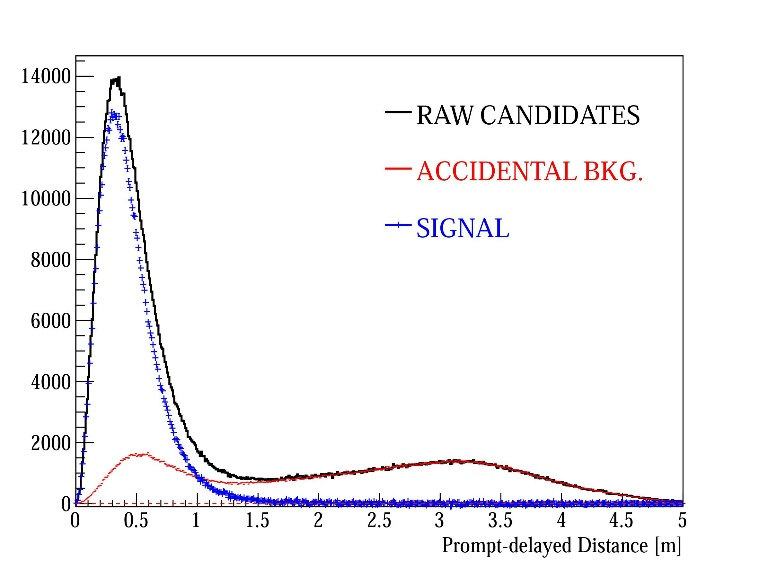 14000
12000
10000
8000
6000
4000
2000
0
RAW CANDIDATES
ACCIDENTAL BKG.
SIGNAL
0 0.5 1 1.5 2 2.5 3 3.5 4 4.5 5
Prompt-delayed Distance [m]